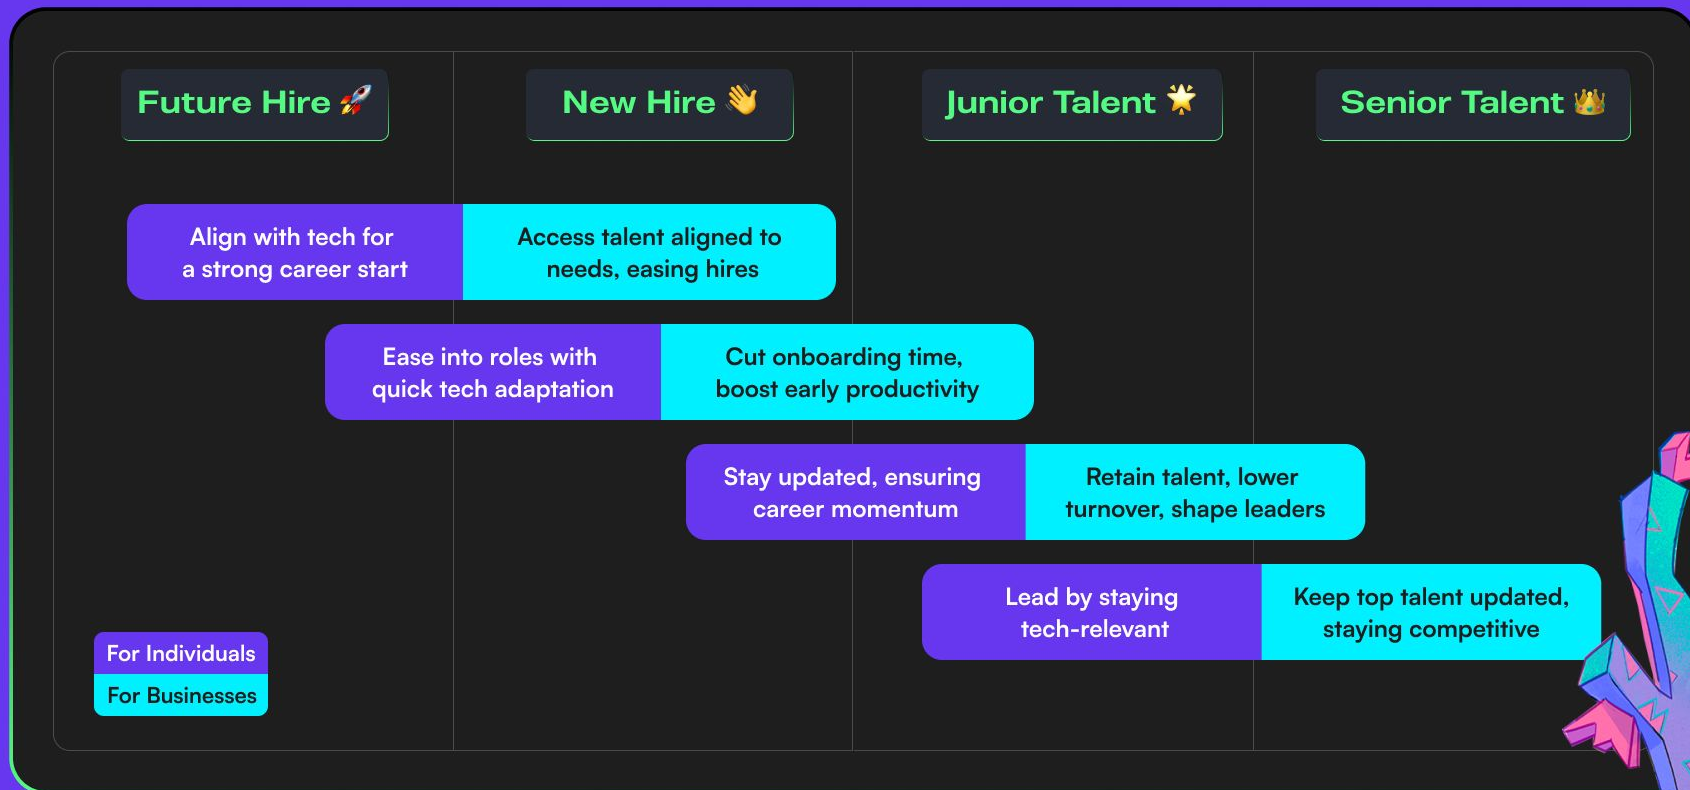 Future Hire 🚀
New Hire 👋
Junior Talent 🌟
Senior Talent 👑
Align with tech for
a strong career start
Access talent aligned to
needs, easing hires
Ease into roles with
quick tech adaptation
Cut onboarding time,
boost early productivity
Stay updated, ensuring
career momentum
Retain talent, lower
turnover, shape leaders
Lead by staying
tech-relevant
Keep top talent updated,
staying competitive
For Individuals
For Businesses